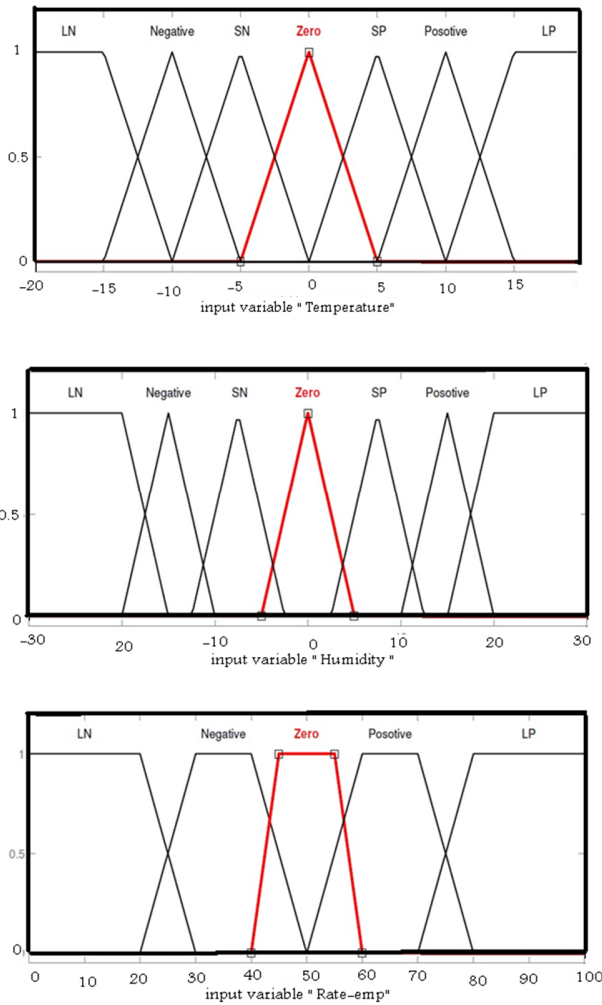 LN Negative SN Zero SP Posotive LP
1
0.5
0
-20 -15 -10 -5 0 5 10 15
input variable " Temperature"
LN Negative SN Zero SP Posotive LP
1
0.5
0
-30 20 -10 0 10 20 30
input variable " Humidity "
LN Negative Zero Posotive LP
1
0.5
0
0 10 20 30 40 50 60 70 80 90 100
input variable " Rate-emp"